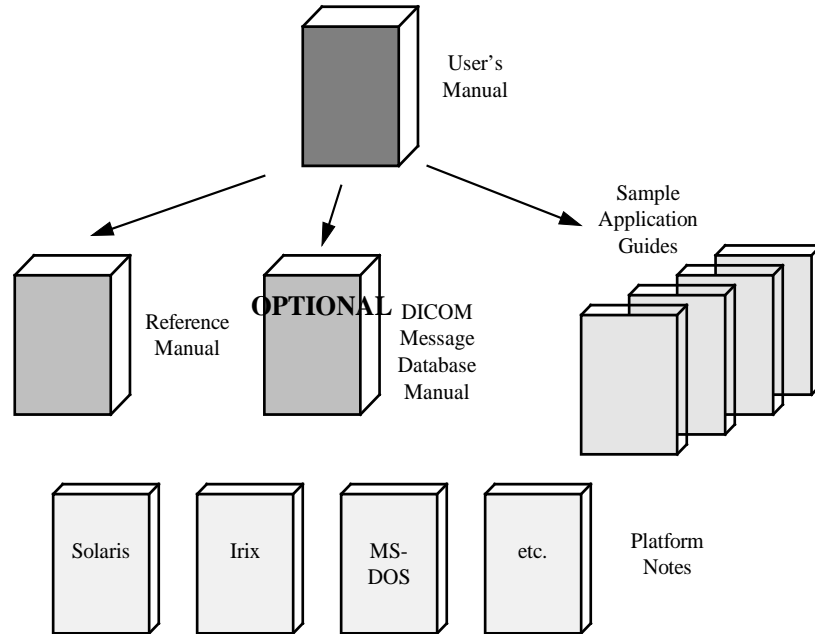 User's
Manual
Sample
Application
Guides
Reference
Manual
OPTIONAL
DICOM
Message
Database
Manual
Solaris
Irix
MS-
DOS
etc.
Platform
Notes